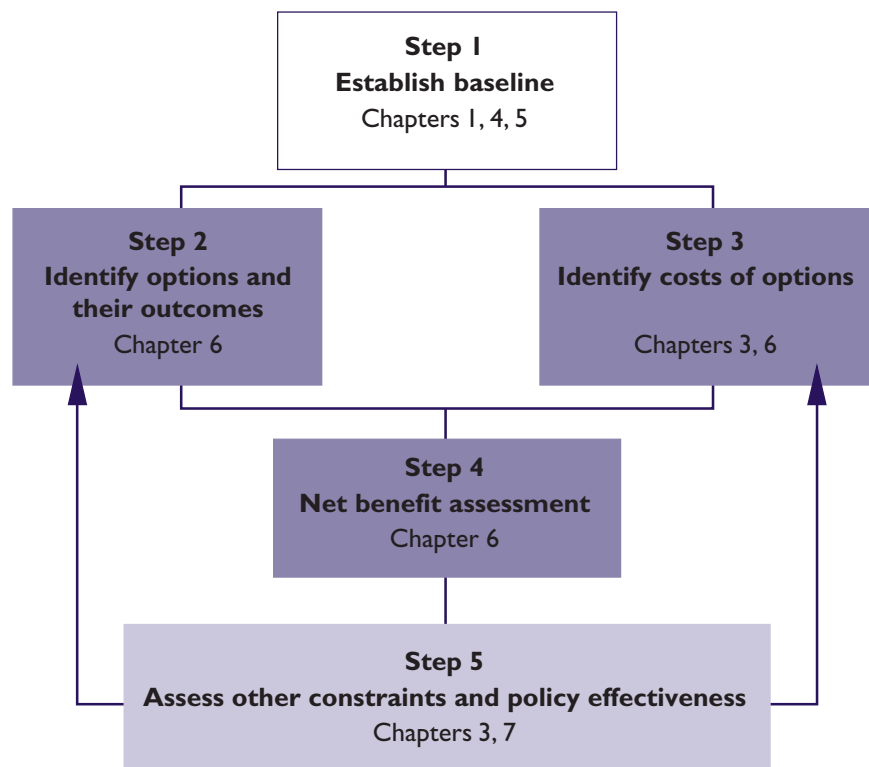 Step 1
Establish baseline
Chapters 1, 4, 5
Step 2
Identify options and
their outcomes
Chapter 6
Step 3
Identify costs of options
Chapters 3, 6
Step 4
Net benefit assessment
Chapter 6
Step 5
Assess other constraints and policy effectiveness
Chapters 3, 7